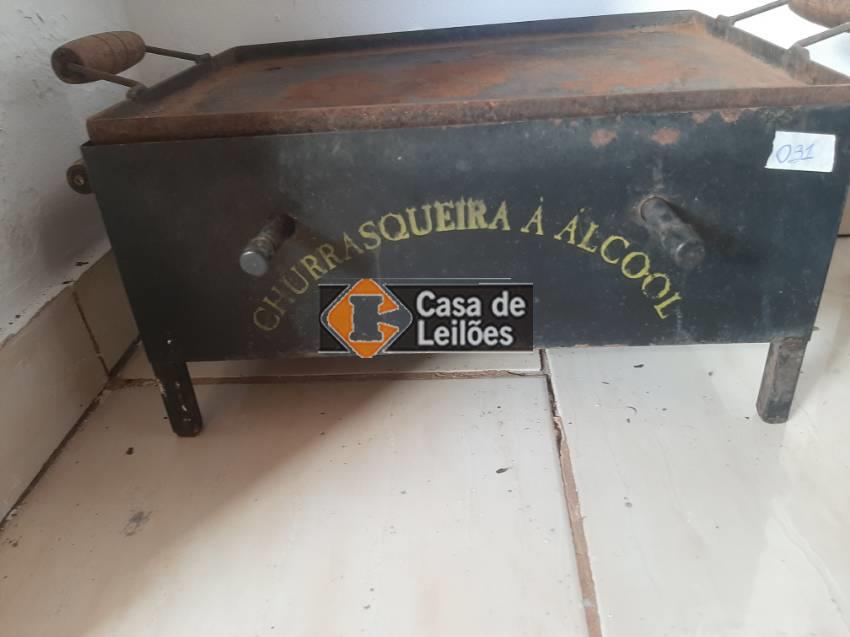 031
CHURRASQUEIRA À ÁLCOOL
Casa de
Leilões